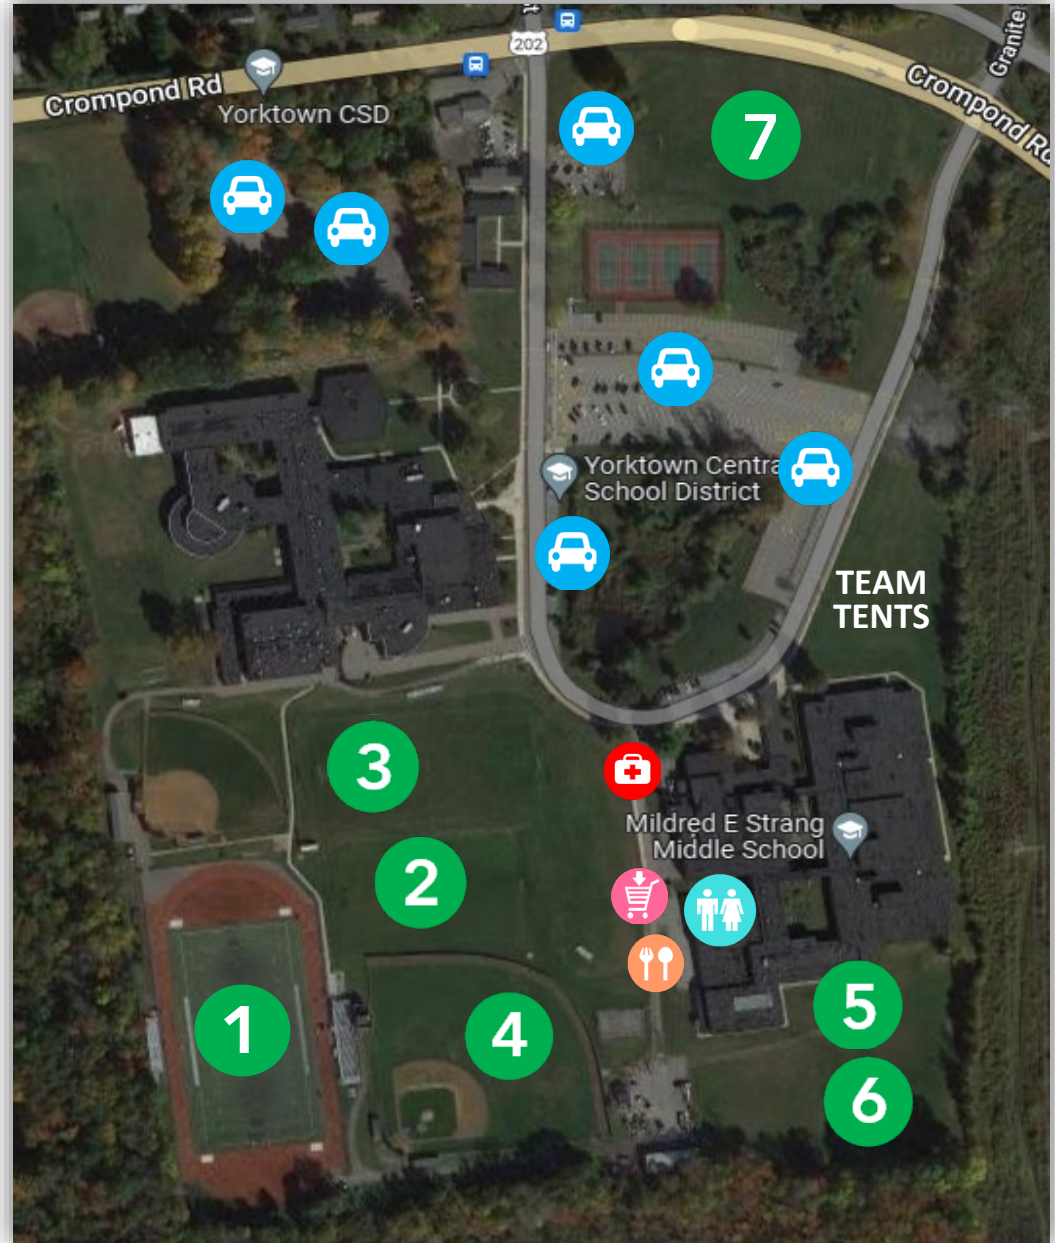 202
Granite
Crompond Rd
Crompond Rd
Yorktown CSD
7
Yorktown Centra
School District
TEAM
TENTS
3
Mildred E Strang
Middle School
2
1
4
5
6